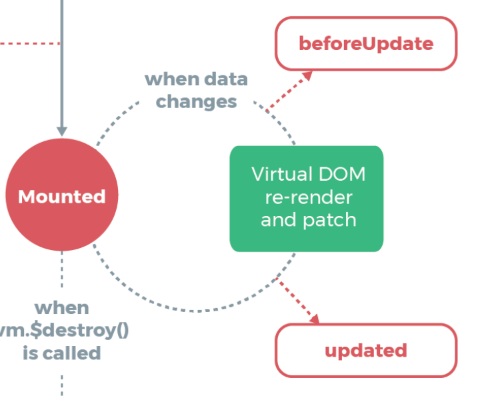 beforeUpdate
when data
changes
Virtual DOM
re-render
and patch
Mounted
when
vm.$destroy()
is called
updated